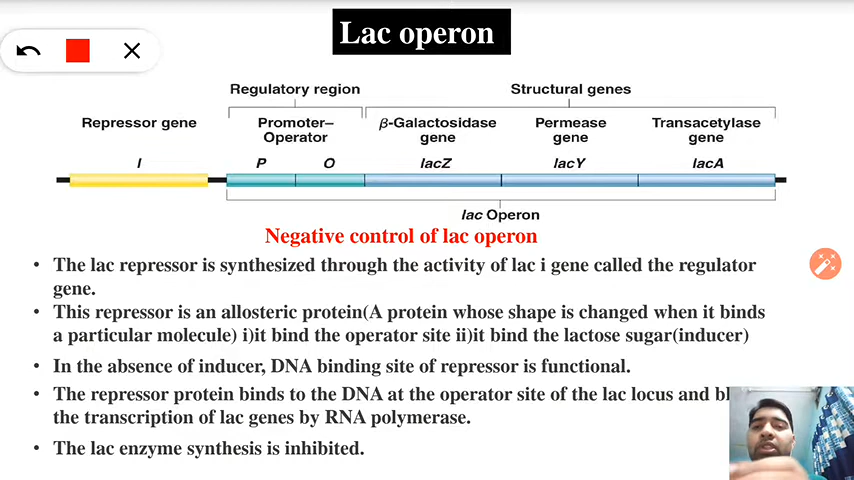 Lac operon
Regulatory region
Structural genes
Repressor gene
Promoter–
Operator
β-Galactosidase
gene
Permease
gene
Transacetylase
gene
I
P
O
lacZ
lacY
lacA
lac Operon
Negative control of lac operon
• The lac repressor is synthesized through the activity of lac i gene called the regulator
gene.
• This repressor is an allosteric protein(A protein whose shape is changed when it binds
a particular molecule) i)it bind the operator site ii)it bind the lactose sugar(inducer)
• In the absence of inducer, DNA binding site of repressor is functional.
• The repressor protein binds to the DNA at the operator site of the lac locus and
the transcription of lac genes by RNA polymerase.
• The lac enzyme synthesis is inhibited.